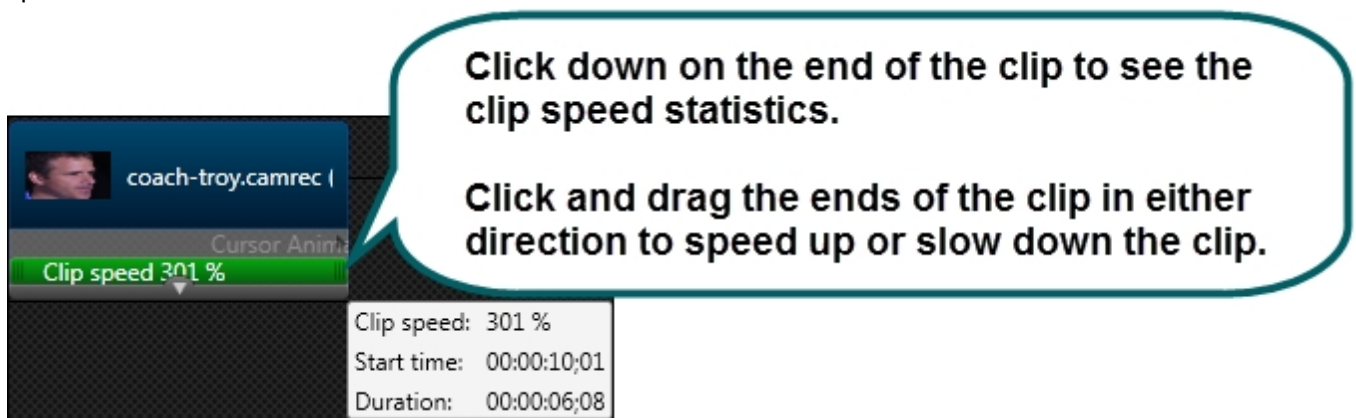 Click down on the end of the clip to see the
clip speed statistics.
Click and drag the ends of the clip in either
direction to speed up or slow down the clip.
coach-troy.camrec (
Cursor Anima
Clip speed 301 %
Clip speed: 301 %
Start time: 00:00:10;01
Duration: 00:00:06;08